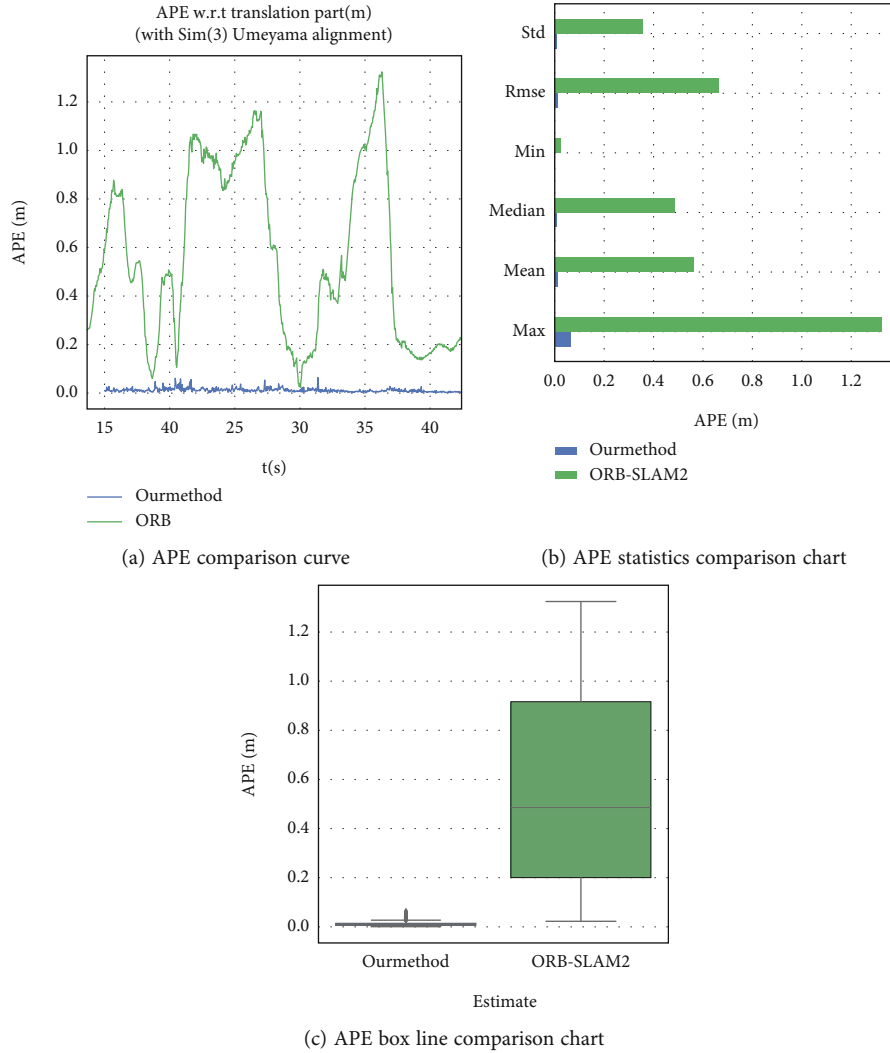 APE w.r.t translation part(m)
(with Sim(3) Umeyama alignment)
APE (m)
1.2
1.0
0.8
0.6
0.4
0.2
0.0
15 40 25 30 35 40
t(s)
Ourmethod
ORB
(a) APE comparison curve
Std
Rmse
Min
Median
Mean
Max
0.0 0.2 0.4 0.6 0.8 1.0 1.2
APE (m)
Ourmethod
ORB-SLAM2
(b) APE statistics comparison chart
APE (m)
1.2
1.0
0.8
0.6
0.4
0.2
0.0
Ourmethod ORB-SLAM2
Estimate
(c) APE box line comparison chart